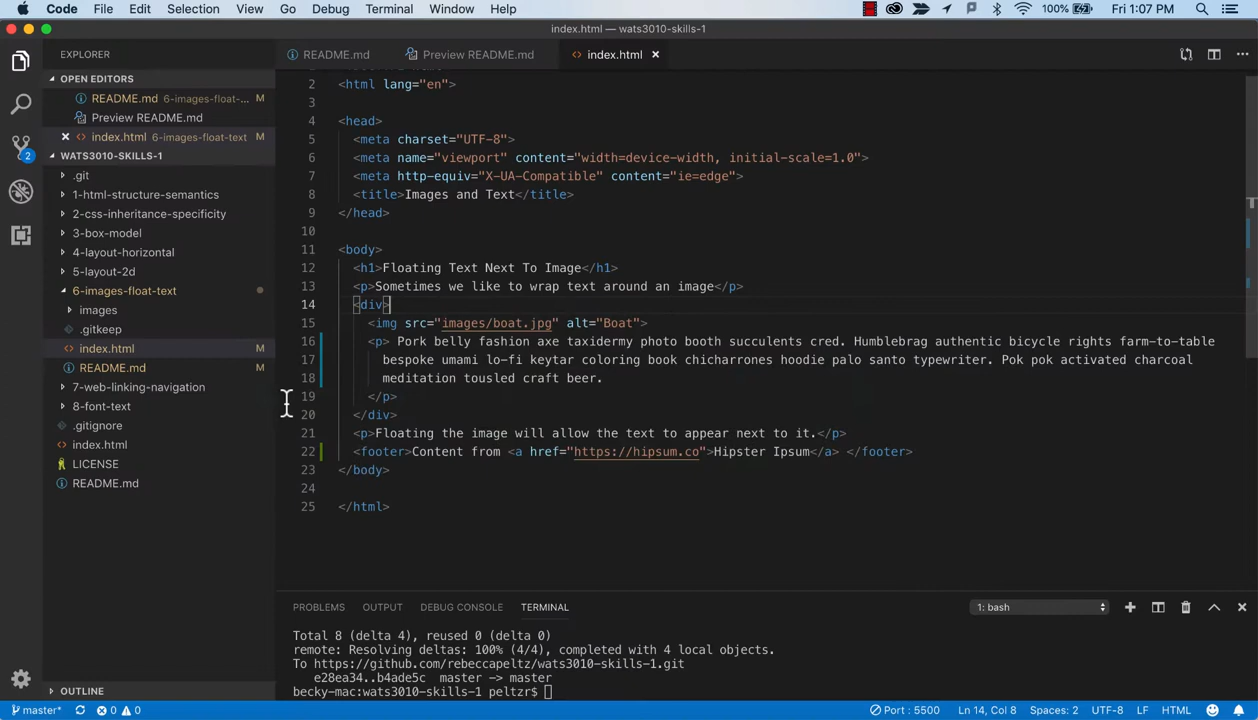 Code File Edit Selection View Go Debug Terminal Window Help 100% Fri 1:07 PM
index.html — wats3010-skills-1
EXPLORER
README.md Preview README.md index.html
OPEN EDITORS
README.md 6-images-float-... M
Preview README.md
index.html 6-images-float-text M
WATS3010-SKILLS-1
.git
1-html-structure-semantics
2-css-inheritance-specificity
3-box-model
4-layout-horizontal
5-layout-2d
6-images-float-text
images
.gitkeep
index.html M
README.md M
7-web-linking-navigation
8-font-text
.gitignore
index.html
LICENSE
README.md
OUTLINE
2
2 <html lang="en">
3
4 <head>
5 <meta charset="UTF-8">
6 <meta name="viewport" content="width=device-width, initial-scale=1.0">
7 <meta http-equiv="X-UA-Compatible" content="ie=edge">
8 <title>Images and Text</title>
9 </head>
10
11 <body>
12 <h1>Floating Text Next To Image</h1>
13 <p>Sometimes we like to wrap text around an image</p>
14 <div>
15 <img src="images/boat.jpg" alt="Boat">
16 <p> Pork belly fashion axe taxidermy photo booth succulents cred. Humblebrag authentic bicycle rights farm-to-table
17 bespoke umami lo-fi keytar coloring book chicharrones hoodie palo santo typewriter. Pok pok activated charcoal
18 meditation tousled craft beer.
19 </p>
20 </div>
21 <p>Floating the image will allow the text to appear next to it.</p>
22 <footer>Content from <a href="https://hipsum.co">Hipster Ipsum</a> </footer>
23 </body>
24
25 </html>
PROBLEMS OUTPUT DEBUG CONSOLE TERMINAL 1: bash
Total 8 (delta 4), reused 0 (delta 0)
remote: Resolving deltas: 100% (4/4), completed with 4 local objects.
To https://github.com/rebeccapeltz/wats3010-skills-1.git
e28ea34..b4ade5c master -> master
becky-mac:wats3010-skills-1 peltzr$
master* 0 0 Port : 5500 Ln 14, Col 8 Spaces: 2 UTF-8 LF HTML